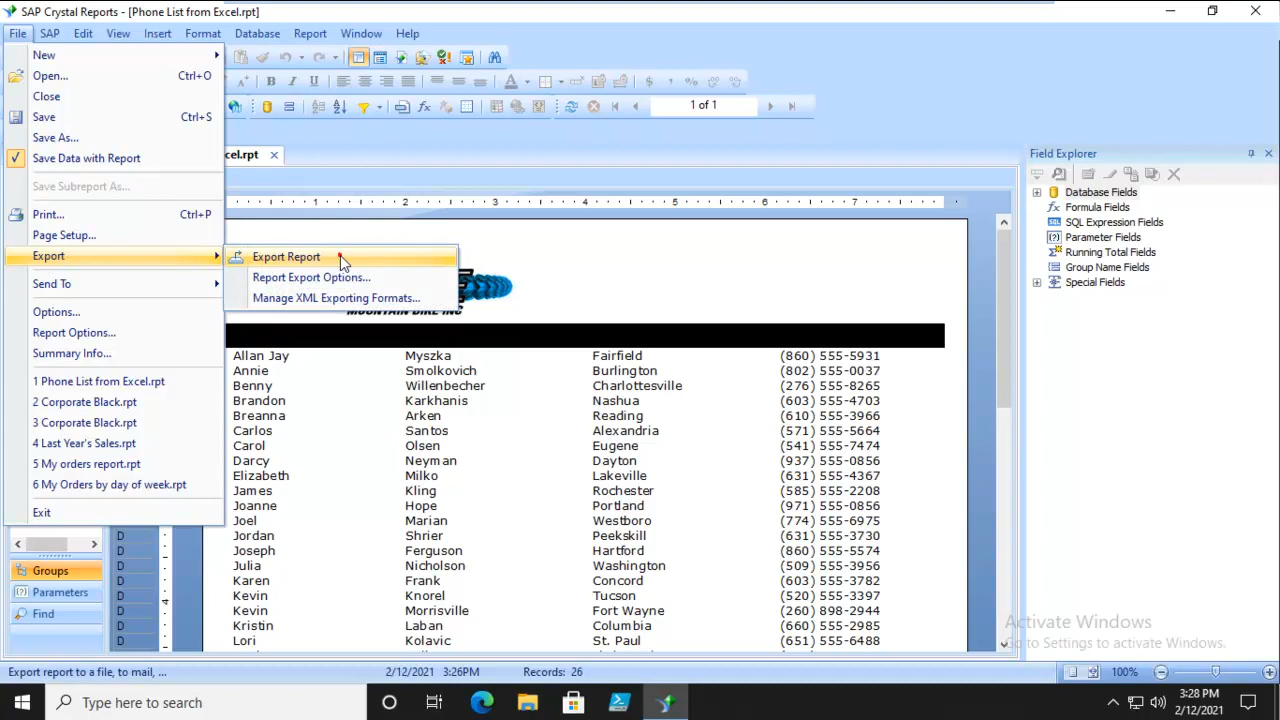 SAP Crystal Reports - [Phone List from Excel.rpt]
File SAP Edit View Insert Format Database Report Window Help
New
Open... Ctrl+O
Close
Save Ctrl+S
Save As...
Save Data with Report
Save Subreport As...
Print... Ctrl+P
Page Setup...
Export
Send To
Options...
Report Options...
Summary Info...
1 Phone List from Excel.rpt
2 Corporate Black.rpt
3 Corporate Black.rpt
4 Last Year's Sales.rpt
5 My orders report.rpt
6 My Orders by day of week.rpt
Exit
Export Report
Report Export Options...
Manage XML Exporting Formats...
1 of 1
cel.rpt
1 2 3 4 5 6 7
MOUNTAIN BIKE INC
Allan Jay Myszka Fairfield (860) 555-5931
Annie Smolkovich Burlington (802) 555-0037
Benny Willenbecher Charlottesville (276) 555-8265
Brandon Karkhanis Nashua (603) 555-4703
Breanna Arken Reading (610) 555-3966
Carlos Santos Alexandria (571) 555-5664
Carol Olsen Eugene (541) 555-7474
Darcy Neyman Dayton (937) 555-0856
Elizabeth Milko Lakeville (631) 555-4367
James Kling Rochester (585) 555-2208
Joanne Hope Portland (971) 555-0856
Joel Marian Westboro (774) 555-6975
Jordan Shrier Peekskill (631) 555-3730
Joseph Ferguson Hartford (860) 555-5574
Julia Nicholson Washington (509) 555-3956
Karen Frank Concord (603) 555-3782
Kevin Knorel Tucson (520) 555-3397
Kevin Morrisville Fort Wayne (260) 898-2944
Kristin Laban California (660) 555-2985
Lori Kolavic St. Paul (651) 555-6488
D
D
D
D
D
D
D
D
4
Groups
Parameters
Find
Field Explorer
Database Fields
Formula Fields
SQL Expression Fields
Parameter Fields
Running Total Fields
Group Name Fields
Special Fields
Activate Windows
Go to Settings to activate Windows.
Export report to a file, to mail, ... 2/12/2021 3:26PM Records: 26 100%
Type here to search
3:28 PM
2/12/2021